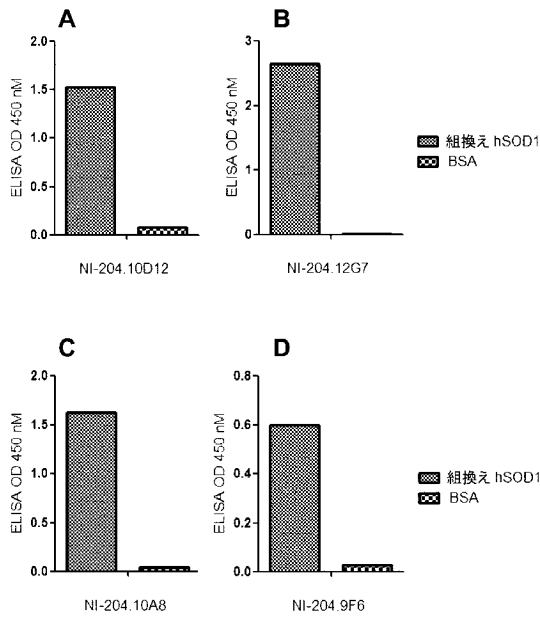 A
B
ELISA OD 450 nM
2.0
1.5
1.0
0.5
0.0
NI-204.10D12
ELISA OD 450 nM
3
2
1
0
NI-204.12G7
組換え hSOD1
BSA
C
D
ELISA OD 450 nM
2.0
1.5
1.0
0.5
0.0
NI-204.10A8
ELISA OD 450 nM
0.8
0.6
0.4
0.2
0.0
NI-204.9F6
組換え hSOD1
BSA